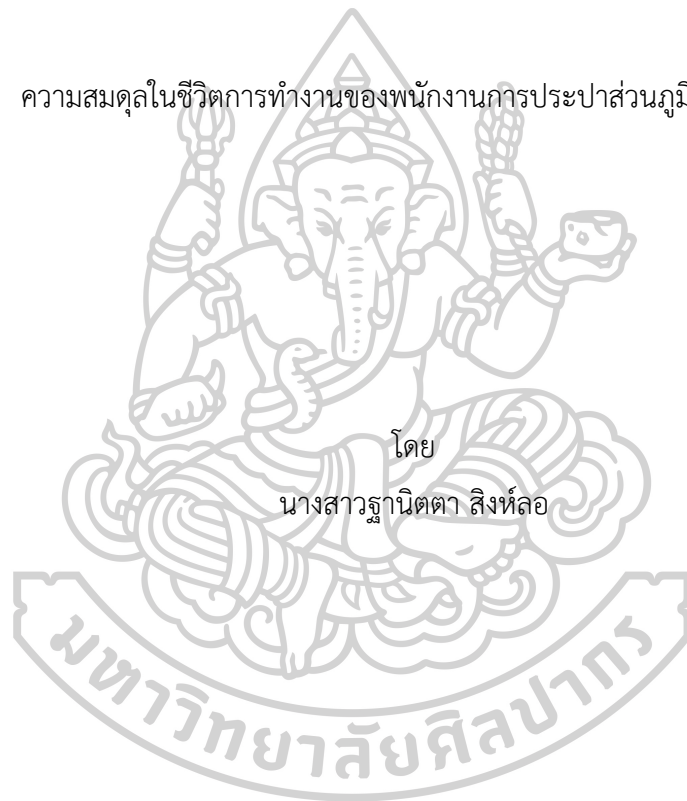 ความสมดุลในชีวิตการทำงานของพนักงานการประปาส่วนภูมิ
โดย
นางสาวฐานิตตา สิงห์ลอ
มหาวิทยาลัยศิลปากร